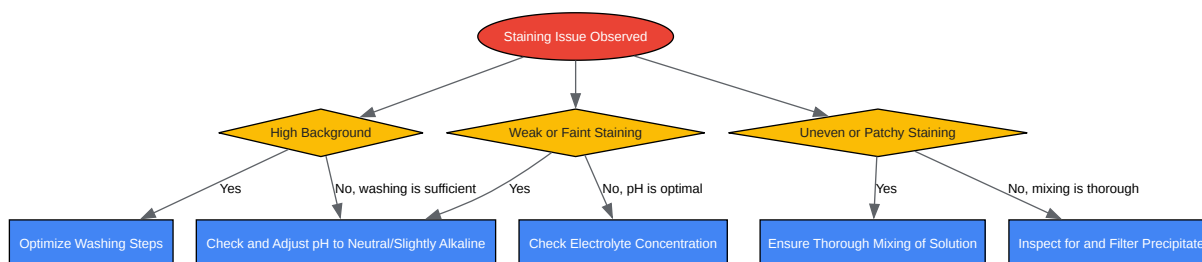 Staining Issue Observed
High Background
Weak or Faint Staining
Uneven or Patchy Staining
Yes
No, washing is sufficient
Yes
No, pH is optimal
Yes
No, mixing is thorough
Optimize Washing Steps
Check and Adjust pH to Neutral/Slightly Alkaline
Check Electrolyte Concentration
Ensure Thorough Mixing of Solution
Inspect for and Filter Precipitate